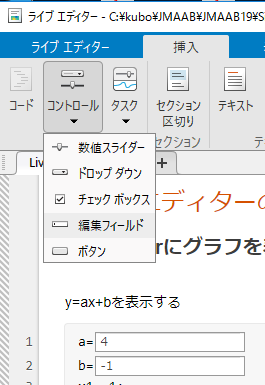 ライブ エディター - C:¥kubo¥JMAAB¥JMAAB19¥S
ライブ エディター 挿入
コード コントロール タスク セクション区切り テキスト
セクション
数値スライダー
ドロップ ダウン
チェック ボックス
編集フィールド
ボタン
Liv
エディターの
rにグラフを
y=ax+bを表示する
1 a= 4
2 b= -1
3